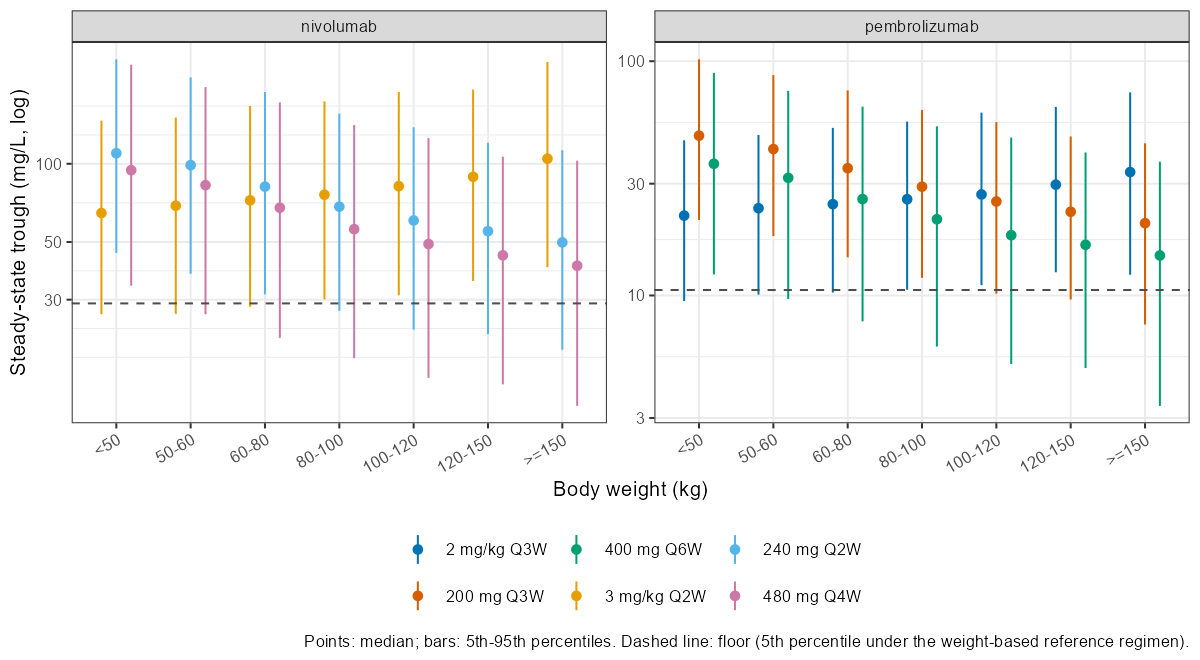 nivolumab
pembrolizumab
Steady-state trough (mg/L, log)
100
50
30
100
30
10
3
<50
50-60
60-80
80-100
100-120
120-150
>=150
<50
50-60
60-80
80-100
100-120
120-150
>=150
Body weight (kg)
2 mg/kg Q3W
400 mg Q6W
240 mg Q2W
200 mg Q3W
3 mg/kg Q2W
480 mg Q4W
Points: median; bars: 5th-95th percentiles. Dashed line: floor (5th percentile under the weight-based reference regimen).